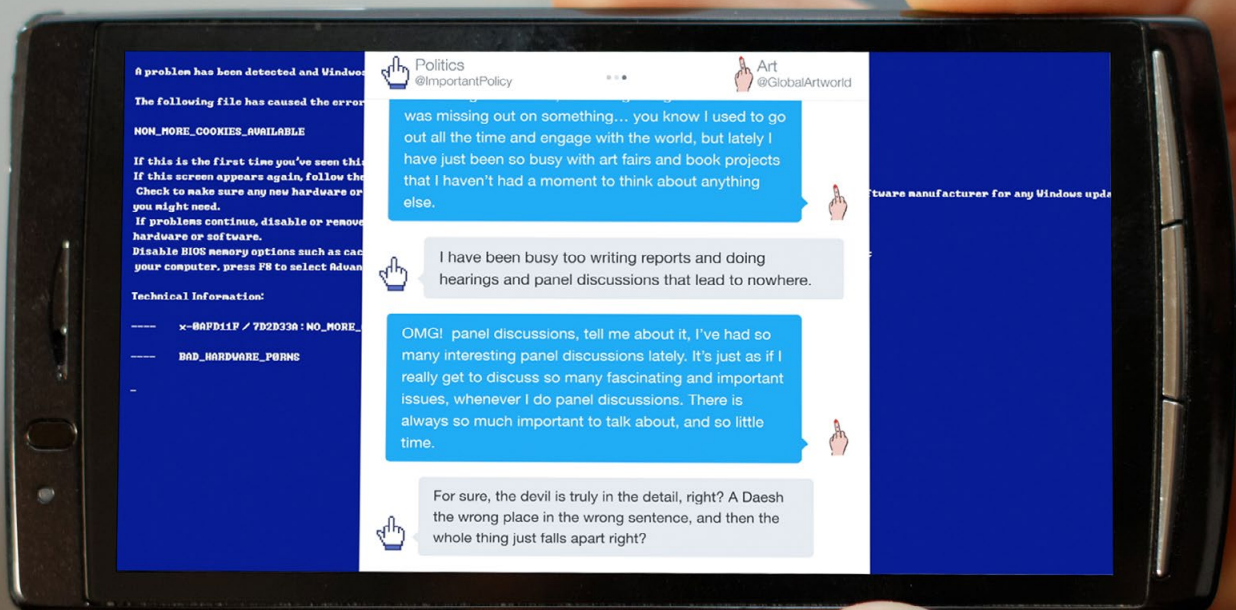 A problem has been detected and Windwos
The following file has caused the error
NON_MORE_COOKIES_AVAILABLE
If this is the first time you've seen this
If this screen appears again, follow the
Check to make sure any new hardware or
you might need.
If problems continue, disable or remove
hardware or software.
Disable BIOS memory options such as cac
your computer, press F8 to select Advan
Technical Information:
---- x-0AFD11F / 7D2D33A:NO_MORE_
---- BAD_HARDWARE_PORNS
_
ftware manufacturer for any Windows upda
Politics
@ImportantPolicy
Art
@GlobalArtworld
was missing out on something... you know I used to go
out all the time and engage with the world, but lately I
have just been so busy with art fairs and book projects
that I haven't had a moment to think about anything
else.
I have been busy too writing reports and doing
hearings and panel discussions that lead to nowhere.
OMG! panel discussions, tell me about it, I've had so
many interesting panel discussions lately. It's just as if I
really get to discuss so many fascinating and important
issues, whenever I do panel discussions. There is
always so much important to talk about, and so little
time.
For sure, the devil is truly in the detail, right? A Daesh
the wrong place in the wrong sentence, and then the
whole thing just falls apart right?